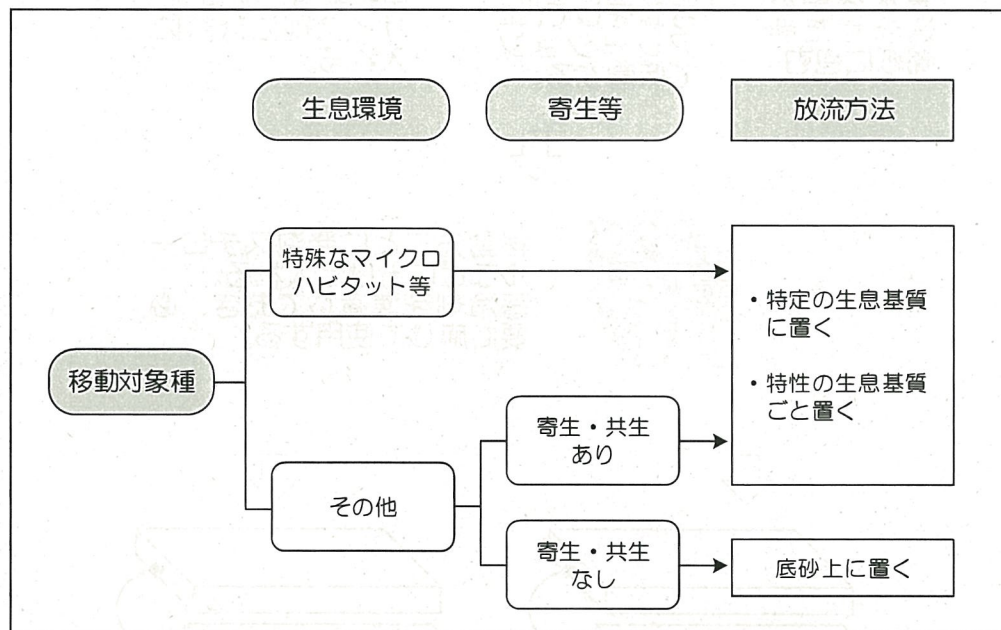 生息環境
寄生等
放流方法
特殊なマイクロ
ハビタット等
・特定の生息基質
に置く
・特性の生息基質
ごと置く
移動対象種
寄生・共生
あり
その他
寄生・共生
なし
底砂上に置く